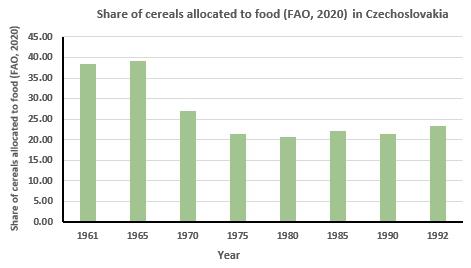 Share of cereals allocated to food (FAO, 2020) in Czechoslovakia
Share of cereals allocated to food (FAO, 2020)
45.00
40.00
35.00
30.00
25.00
20.00
15.00
10.00
5.00
0.00
1961 1965 1970 1975 1980 1985 1990 1992
Year